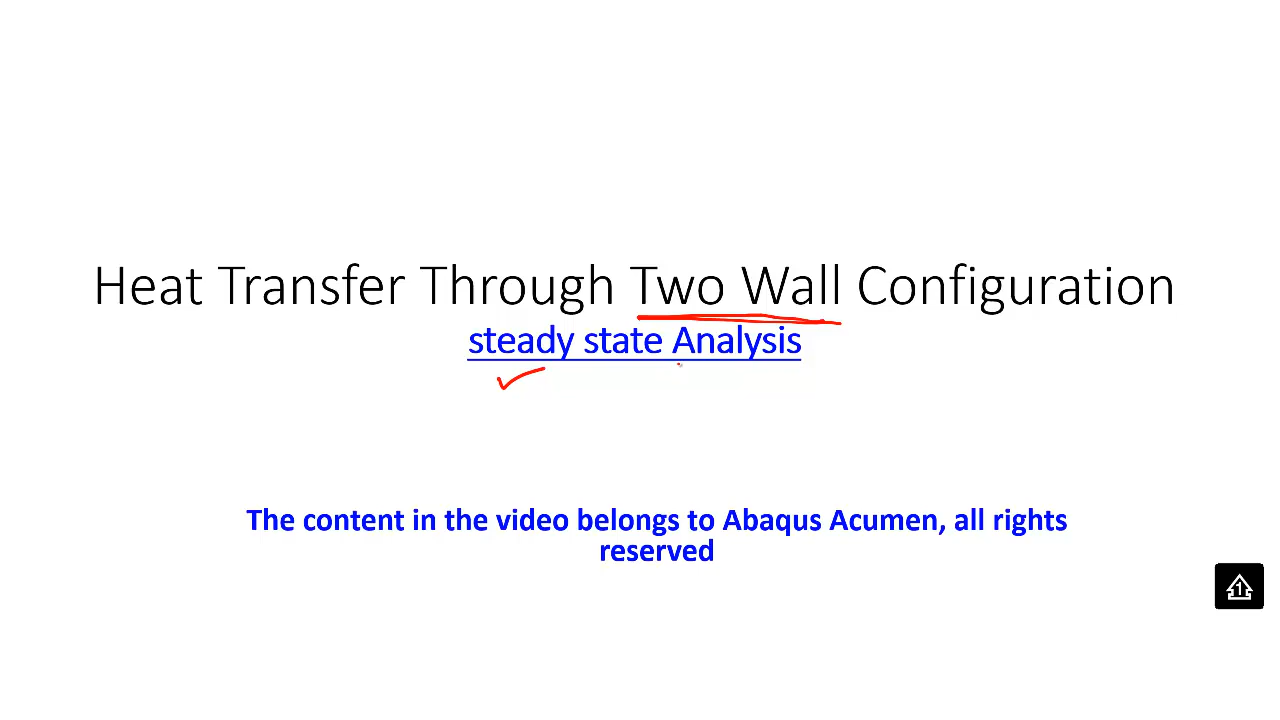 Heat Transfer Through Two Wall Configuration
steady state Analysis
The content in the video belongs to Abaqus Acumen, all rights
reserved
1